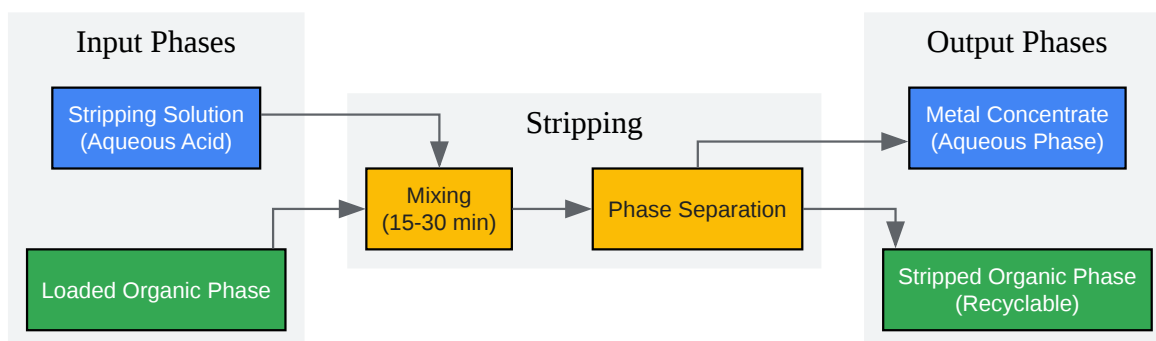 Input Phases
Stripping Solution
(Aqueous Acid)
Loaded Organic Phase
Stripping
Mixing
(15-30 min)
Phase Separation
Output Phases
Metal Concentrate
(Aqueous Phase)
Stripped Organic Phase
(Recyclable)